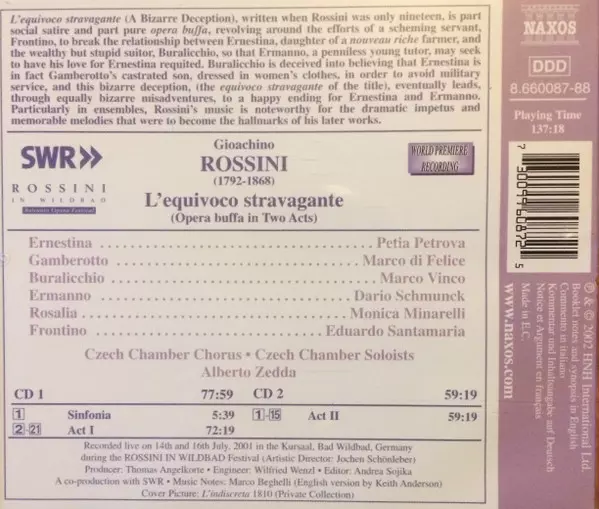 L'equivoco stravagante (A Bizarre Deception), written when Rossini was only nineteen, is part
social satire and part pure opera buffa, revolving around the efforts of a scheming servant,
Frontino, to break the relationship between Ernestina, daughter of a nouveau riche farmer, and
the wealthy but stupid suitor, Buralicchio, so that Ermanno, a penniless young tutor, may seek
to have his love for Ernestina requited. Buralicchio is deceived into believing that Ernestina is
in fact Gamberotto's castrated son, dressed in women's clothes, in order to avoid military
service, and this bizarre deception, (the equivoco stravagante of the title), eventually leads,
through equally bizarre misadventures, to a happy ending for Ernestina and Ermanno.
Particularly in ensembles, Rossini's music is noteworthy for the dramatic impetus and
memorable melodies that were to become the hallmarks of his later works.
SWR»
ROSSINI
IN WILDBAD
Belcanto Opera Festival
Gioachino
ROSSINI
(1792-1868)
L'equivoco stravagante
(Opera buffa in Two Acts)
WORLD PREMIERE
RECORDING
Ernestina ........ Petia Petrova
Gamberotto ........ Marco di Felice
Buralicchio ........ Marco Vinco
Ermanno ........ Dario Schmunck
Rosalia ........ Monica Minarelli
Frontino ........ Eduardo Santamaria
Czech Chamber Chorus • Czech Chamber Soloists
Alberto Zedda
CD 1 77:59 CD 2 59:19
1 Sinfonia 5:39 1-15 Act II 59:19
2-21 Act I 72:19
Recorded live on 14th and 16th July, 2001 in the Kursaal, Bad Wildbad, Germany
during the ROSSINI IN WILDBAD Festival (Artistic Director: Jochen Schönleber)
Producer: Thomas Angelkorte • Engineer: Wilfried Wenzl • Editor: Andrea Sojika
A co-production with SWR • Music Notes: Marco Beghelli (English version by Keith Anderson)
Cover Picture: L'indiscreta 1810 (Private Collection)
NAXOS
DDD
8.660087-88
Playing Time
137:18
7 30099 60872 5
℗ & © 2002 HNH International Ltd.
Booklet notes and synopsis in English
Commento in italiano
Kommentar und Inhaltsangabe auf Deutsch
Notice et Argument en français
Made in E.C.
www.naxos.com